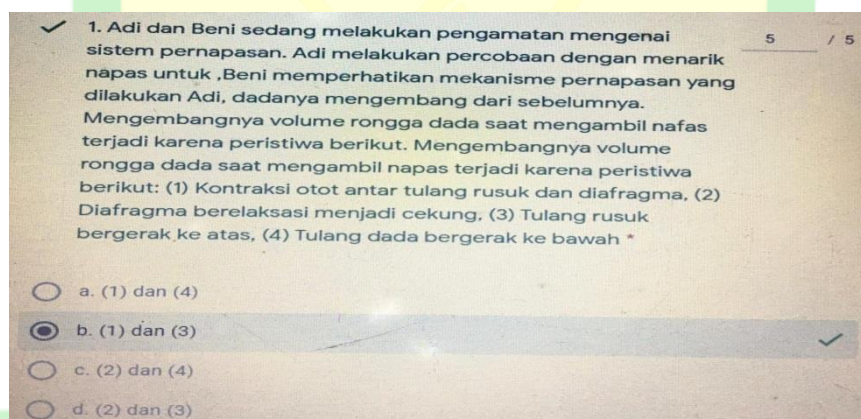 1. Adi dan Beni sedang melakukan pengamatan mengenai
5 / 5
sistem pernapasan. Adi melakukan percobaan dengan menarik
napas untuk ,Beni memperhatikan mekanisme pernapasan yang
dilakukan Adi, dadanya mengembang dari sebelumnya.
Mengembangnya volume rongga dada saat mengambil nafas
terjadi karena peristiwa berikut. Mengembangnya volume
rongga dada saat mengambil napas terjadi karena peristiwa
berikut: (1) Kontraksi otot antar tulang rusuk dan diafragma, (2)
Diafragma berelaksasi menjadi cekung, (3) Tulang rusuk
bergerak ke atas, (4) Tulang dada bergerak ke bawah *
a. (1) dan (4)
b. (1) dan (3)
c. (2) dan (4)
d. (2) dan (3)